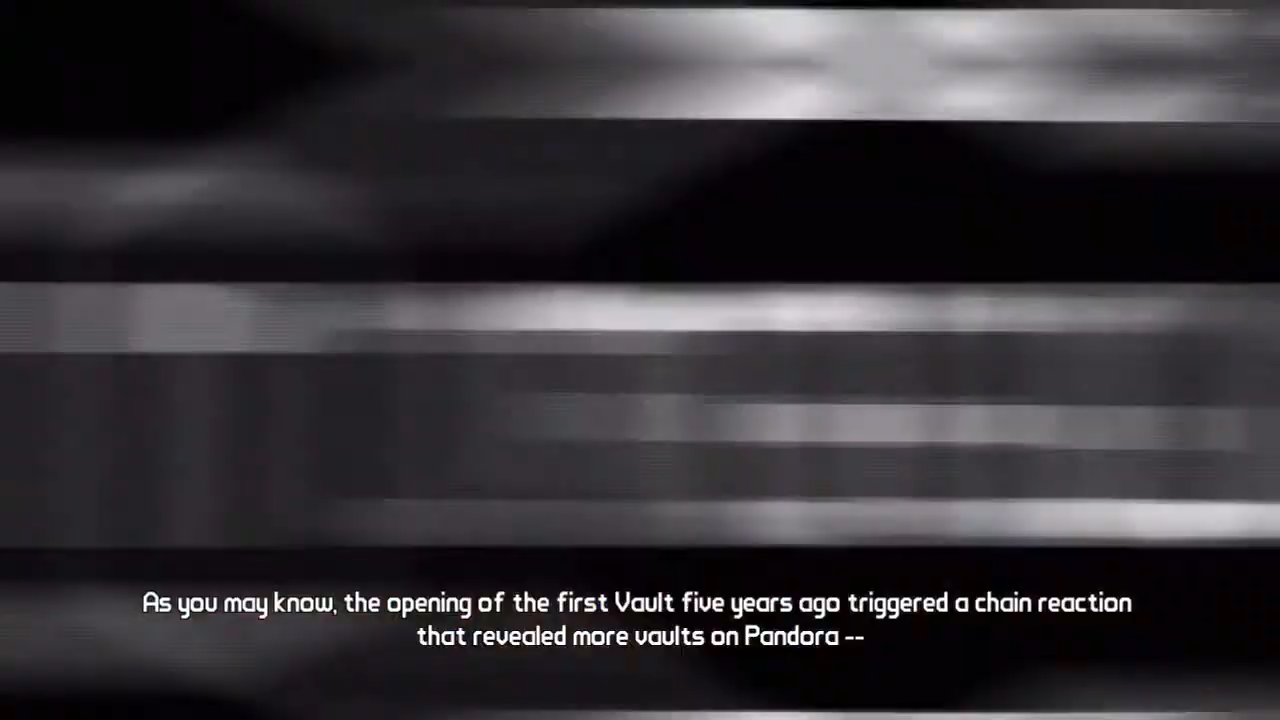 As you may know, the opening of the first Vault five years ago triggered a chain reaction
that revealed more vaults on Pandora --